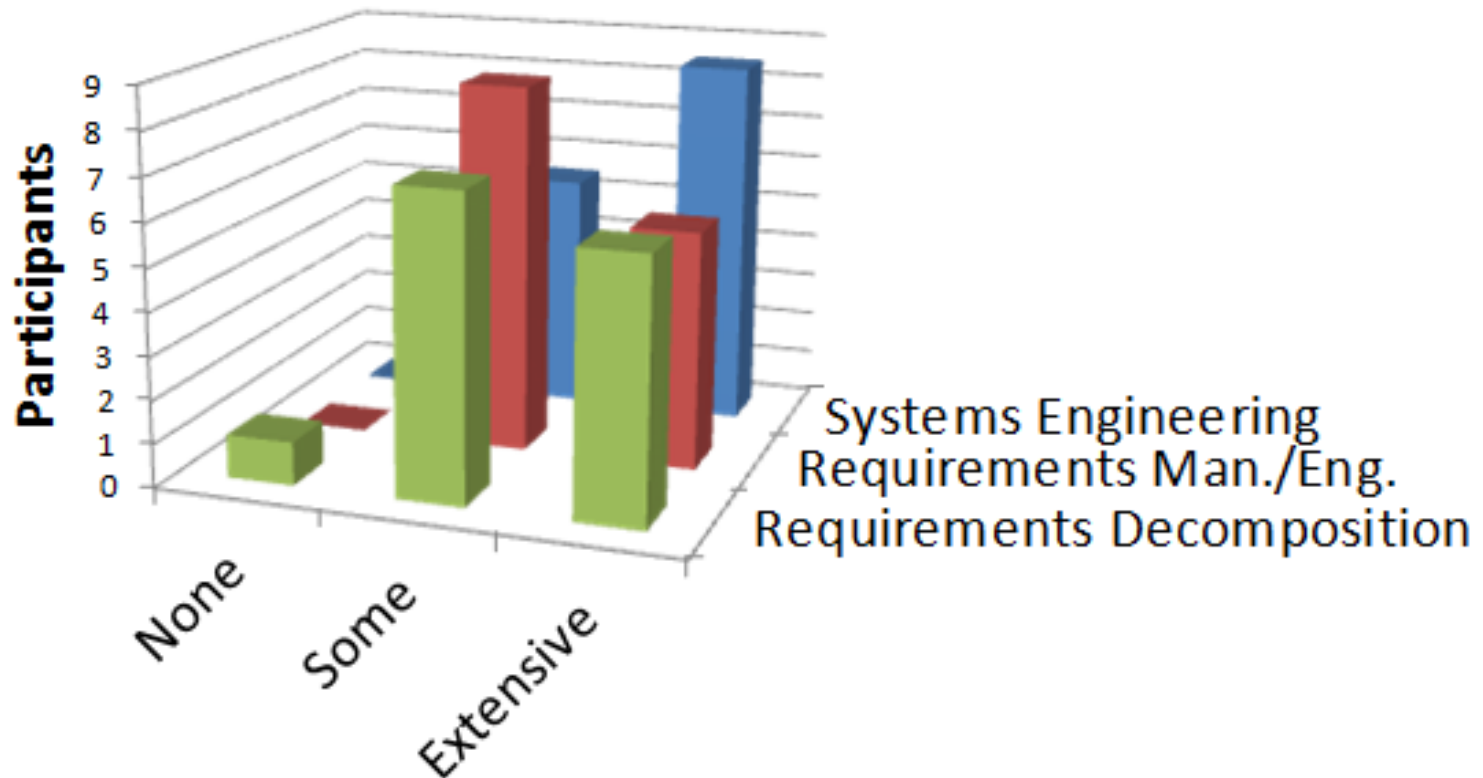 Participants
9
8
7
6
5
4
3
2
1
0
None
Some
Extensive
Systems Engineering
Requirements Man./Eng.
Requirements Decomposition